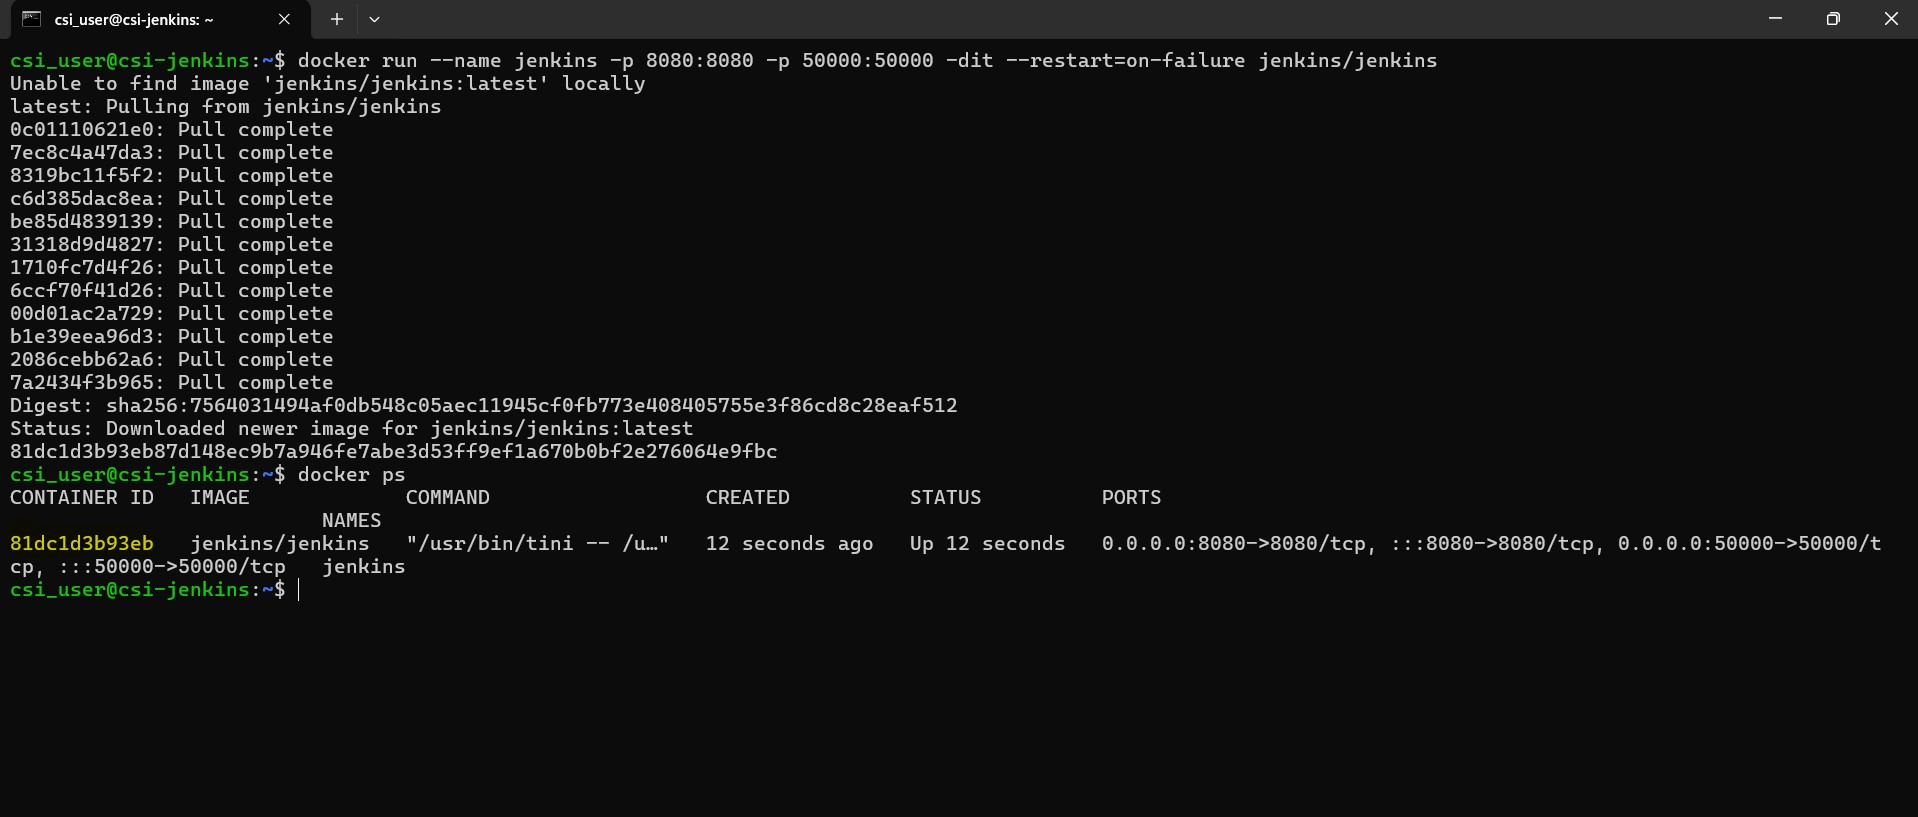 csi_user@csi-jenkins: ~
csi_user@csi-jenkins:~$ docker run --name jenkins -p 8080:8080 -p 50000:50000 -dit --restart=on-failure jenkins/jenkins
Unable to find image 'jenkins/jenkins:latest' locally
latest: Pulling from jenkins/jenkins
0c01110621e0: Pull complete
7ec8c4a47da3: Pull complete
8319bc11f5f2: Pull complete
c6d385dac8ea: Pull complete
be85d4839139: Pull complete
31318d9d4827: Pull complete
1710fc7d4f26: Pull complete
6ccf70f41d26: Pull complete
00d01ac2a729: Pull complete
b1e39eea96d3: Pull complete
2086cebb62a6: Pull complete
7a2434f3b965: Pull complete
Digest: sha256:7564031494af0db548c05aec11945cf0fb773e408405755e3f86cd8c28eaf512
Status: Downloaded newer image for jenkins/jenkins:latest
81dc1d3b93eb87d148ec9b7a946fe7abe3d53ff9ef1a670b0bf2e276064e9fbc
csi_user@csi-jenkins:~$ docker ps
CONTAINER ID   IMAGE             COMMAND                  CREATED          STATUS          PORTS
                          NAMES
81dc1d3b93eb   jenkins/jenkins   "/usr/bin/tini -- /u…"   12 seconds ago   Up 12 seconds   0.0.0.0:8080->8080/tcp, :::8080->8080/tcp, 0.0.0.0:50000->50000/t
cp, :::50000->50000/tcp   jenkins
csi_user@csi-jenkins:~$